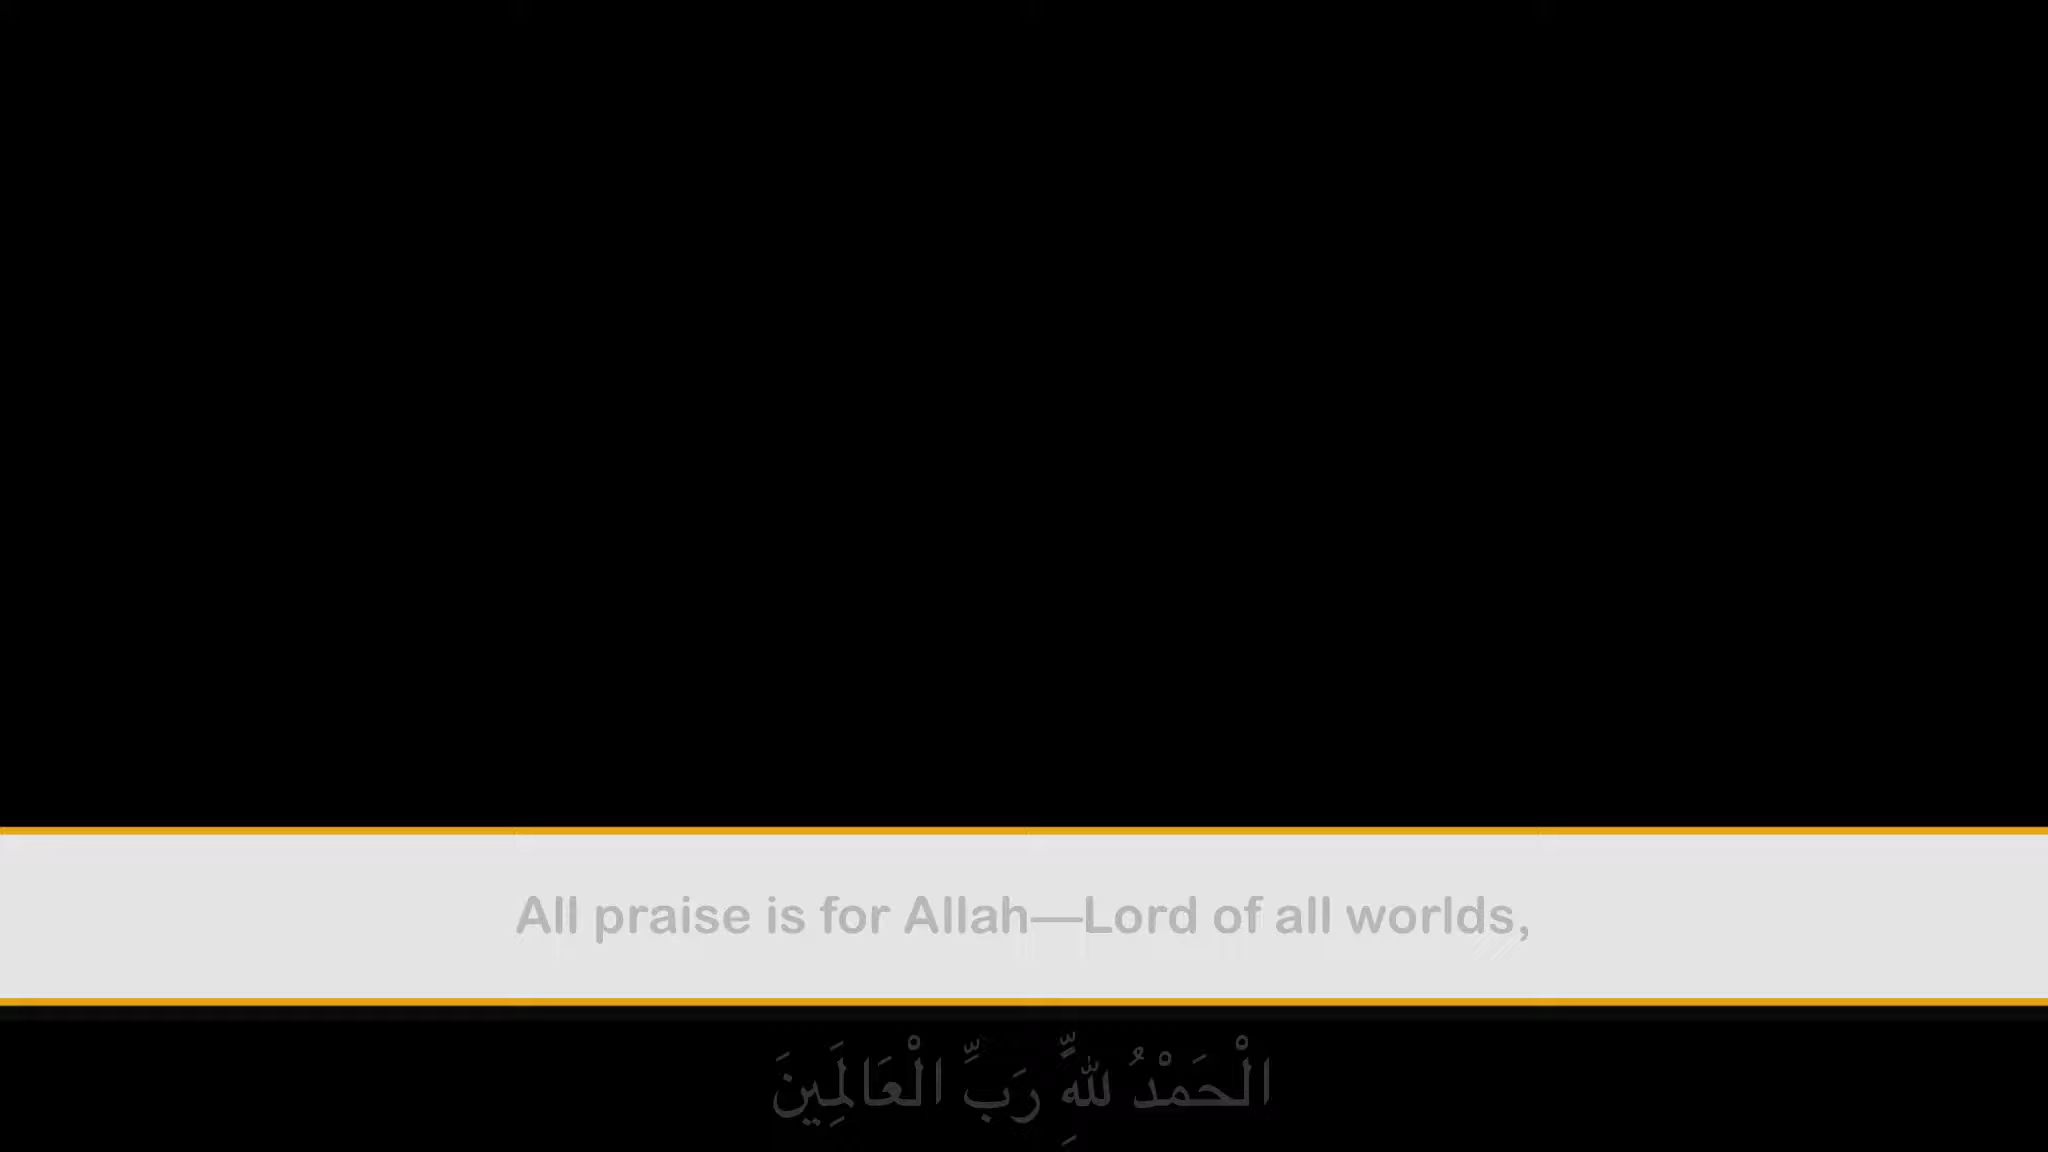 All praise is for Allah—Lord of all worlds,
الْحَمْدُ لِلَّهِ رَبِّ الْعَالَمِينَ